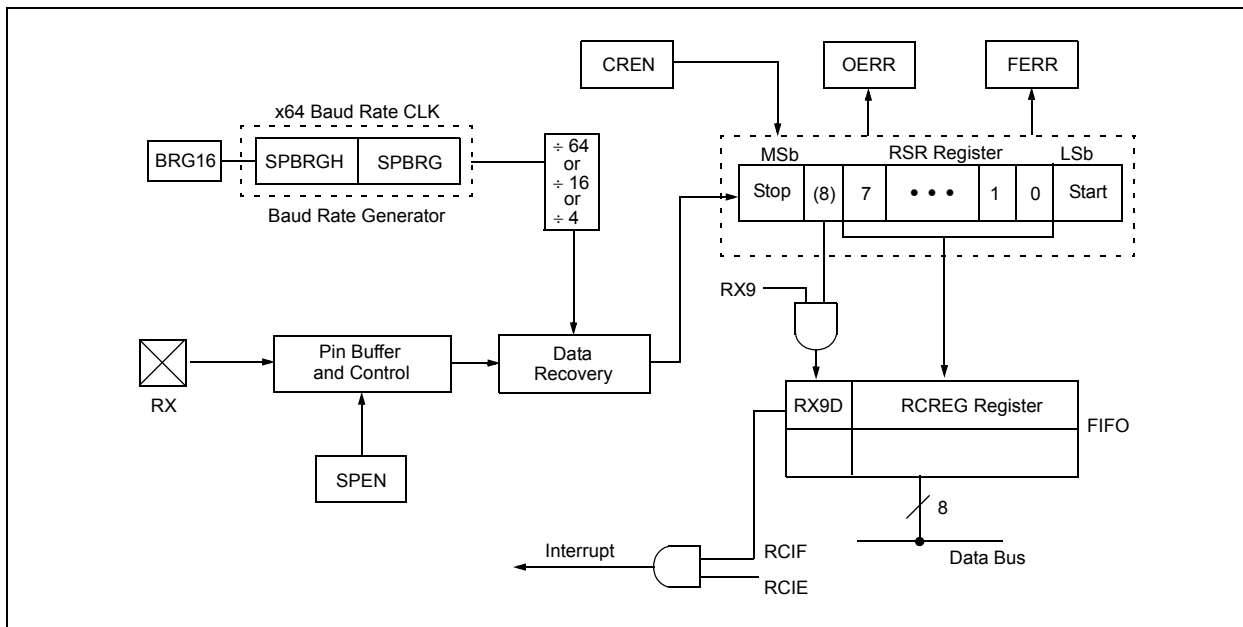 CREN
OERR
FERR
x64 Baud Rate CLK
BRG16
SPBRGH
SPBRG
Baud Rate Generator
÷ 64
or
÷ 16
or
÷ 4
MSb
RSR Register
LSb
Stop
(8)
7
• • •
1
0
Start
RX9
RX
Pin Buffer
and Control
Data
Recovery
SPEN
RX9D
RCREG Register
FIFO
8
Data Bus
Interrupt
RCIF
RCIE